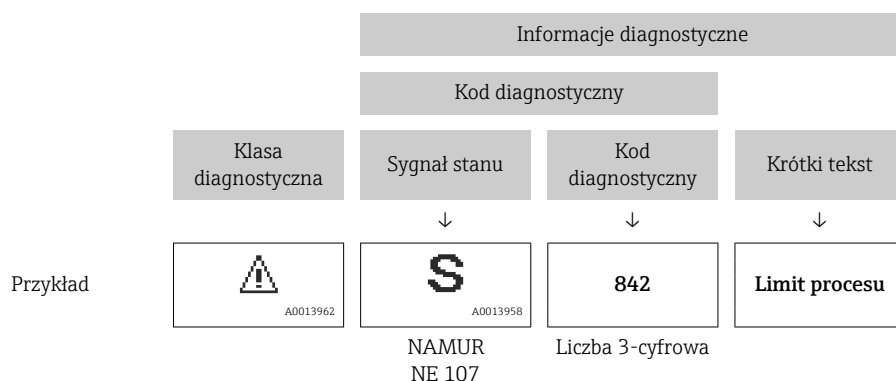 Informacje diagnostyczne
Kod diagnostyczny
Klasa
diagnostyczna
Sygnał stanu
Kod
diagnostyczny
Krótki tekst
↓ ↓ ↓
Przykład
⚠
A0013962
S
A0013958
842
Limit procesu
NAMUR
NE 107
Liczba 3-cyfrowa